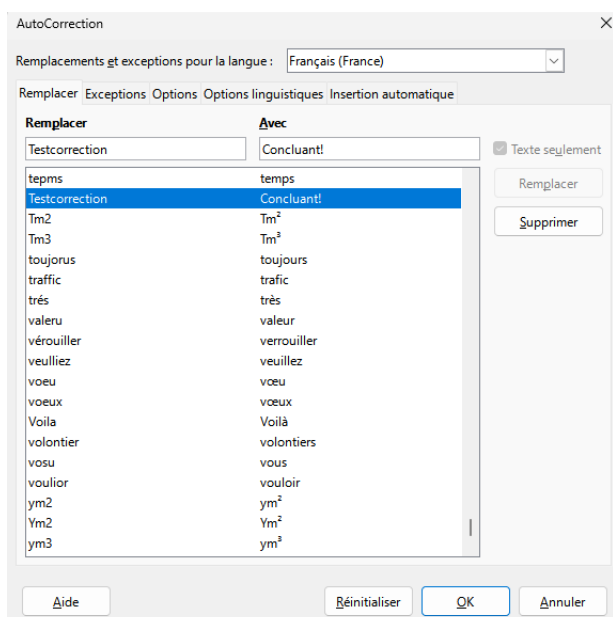 AutoCorrection
Remplacements et exceptions pour la langue : Français (France)
Remplacer Exceptions Options Options linguistiques Insertion automatique
Remplacer Avec
Testcorrection Concluant! Texte seulement
tepms temps
Remplacer
Testcorrection Concluant!
Tm2 Tm²
Supprimer
Tm3 Tm³
toujorus toujours
traffic trafic
trés très
valeru valeur
vérouiller verrouiller
veulliez veuillez
voeu vœu
voeux vœux
Voila Voilà
volontier volontiers
vosu vous
voulior vouloir
ym2 ym²
Ym2 Ym²
ym3 ym³
Aide Réinitialiser OK Annuler